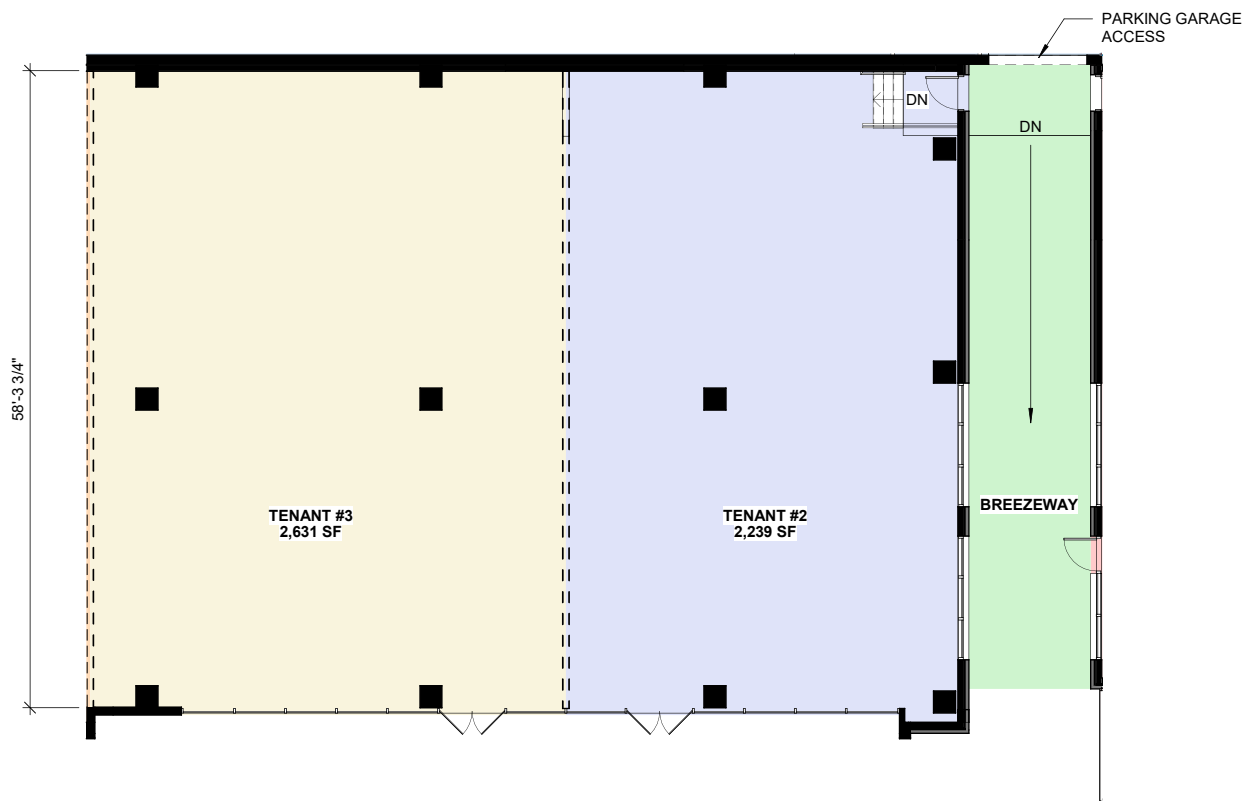 PARKING GARAGE
ACCESS
DN
DN
58'-3 3/4"
TENANT #3
2,631 SF
TENANT #2
2,239 SF
BREEZEWAY